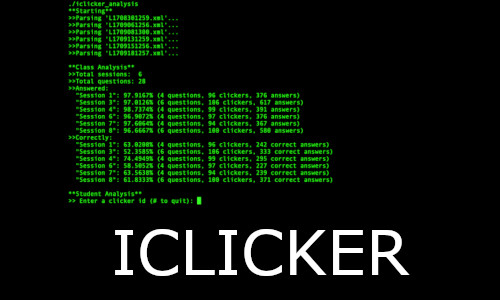 ./iclicker_analysis
**Starting**
>>Parsing 'L1708301259.xml'...
>>Parsing 'L1709061256.xml'...
>>Parsing 'L1709081300.xml'...
>>Parsing 'L1709131259.xml'...
>>Parsing 'L1709151256.xml'...
>>Parsing 'L1709181257.xml'...
**Class Analysis**
>>Total sessions: 6
>>Total questions: 28
>>Answered:
"Session 1": 97.9167% (4 questions, 96 clickers, 376 answers)
"Session 3": 97.0126% (6 questions, 106 clickers, 617 answers)
"Session 4": 98.7374% (4 questions, 99 clickers, 391 answers)
"Session 6": 96.9072% (4 questions, 97 clickers, 376 answers)
"Session 7": 97.6064% (4 questions, 94 clickers, 367 answers)
"Session 8": 96.6667% (6 questions, 100 clickers, 580 answers)
>>Correctly:
"Session 1": 63.0208% (4 questions, 96 clickers, 242 correct answers)
"Session 3": 52.3585% (6 questions, 106 clickers, 333 correct answers)
"Session 4": 74.4949% (4 questions, 99 clickers, 295 correct answers)
"Session 6": 58.5052% (4 questions, 97 clickers, 227 correct answers)
"Session 7": 63.5638% (4 questions, 94 clickers, 239 correct answers)
"Session 8": 61.8333% (6 questions, 100 clickers, 371 correct answers)
**Student Analysis**
>> Enter a clicker id (# to quit):
ICLICKER